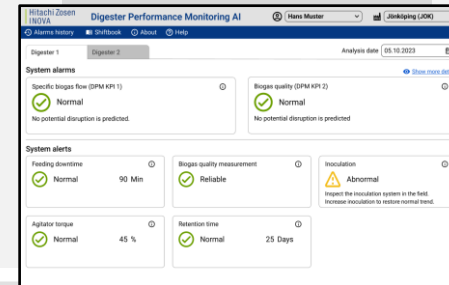 Hitachi Zosen
INOVA
Digester Performance Monitoring AI
Hans Muster
Jönköping (JOK)
Alarms history
Shiftbook
About
Help
Digester 1
Digester 2
Analysis date
05.10.2023
System alarms
Show more
Specific biogas flow (DPM KPI 1)
Normal
No potential disruption is predicted.
Biogas quality (DPM KPI 2)
Normal
No potential disruption is predicted
System alerts
Feeding downtime
Normal
90 Min
Biogas quality measurement
Reliable
Inoculation
Abnormal
Inspect the inoculation system in the field.
Increase inoculation to restore normal trend.
Agitator torque
Normal
45 %
Retention time
Normal
25 Days